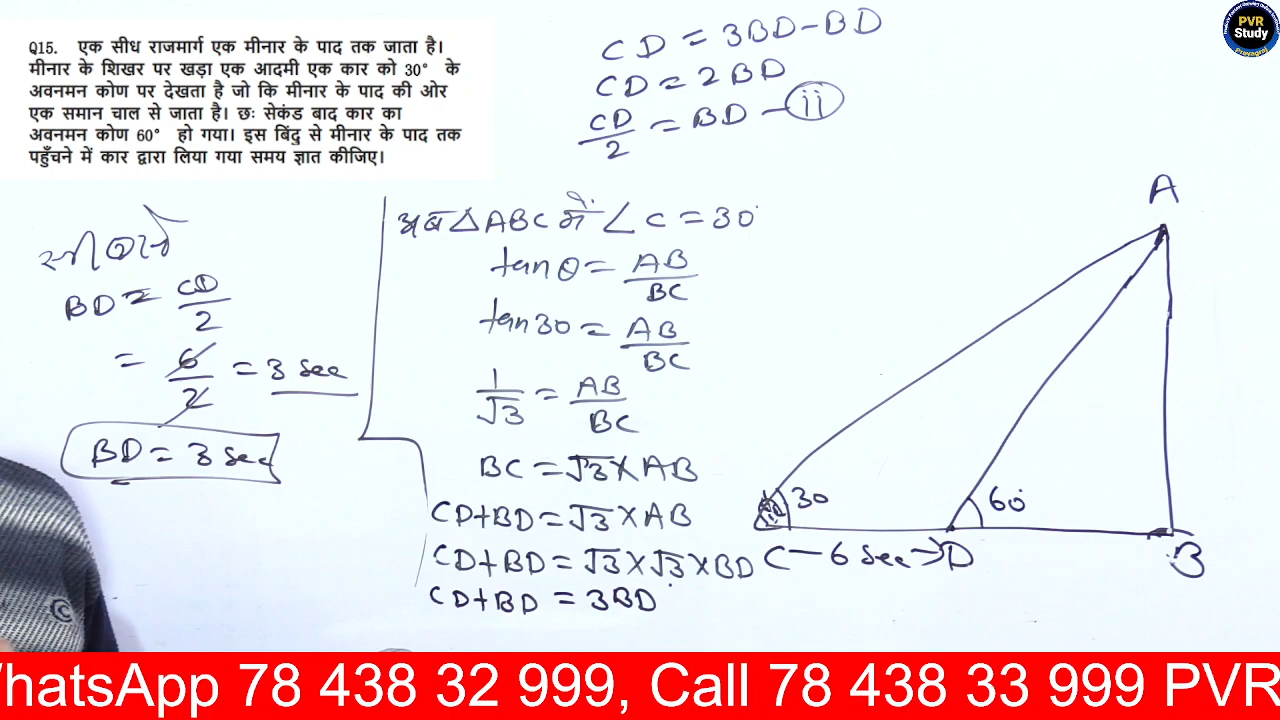 Q15. एक सीध राजमार्ग एक मीनार के पाद तक जाता है।
मीनार के शिखर पर खड़ा एक आदमी एक कार को 30° के
अवनमन कोण पर देखता है जो कि मीनार के पाद की ओर
एक समान चाल से जाता है। छः सेकंड बाद कार का
अवनमन कोण 60° हो गया। इस बिंदु से मीनार के पाद तक
पहुँचने में कार द्वारा लिया गया समय ज्ञात कीजिए।
CD = 3BD-BD
CD = 2BD
CD/2 = BD - ii
PVR
Study
Prayagraj
BD = CD/2
= 6/2 = 3 sec
BD = 3 sec
अब △ABC में ∠C = 30°
tanθ = AB/BC
tan30 = AB/BC
1/√3 = AB/BC
BC = √3×AB
CD+BD = √3×AB
CD+BD = √3×√3×BD
CD+BD = 3BD
A
30
60°
C - 6 sec → D
B
©
WhatsApp 78 438 32 999, Call 78 438 33 999 PVR